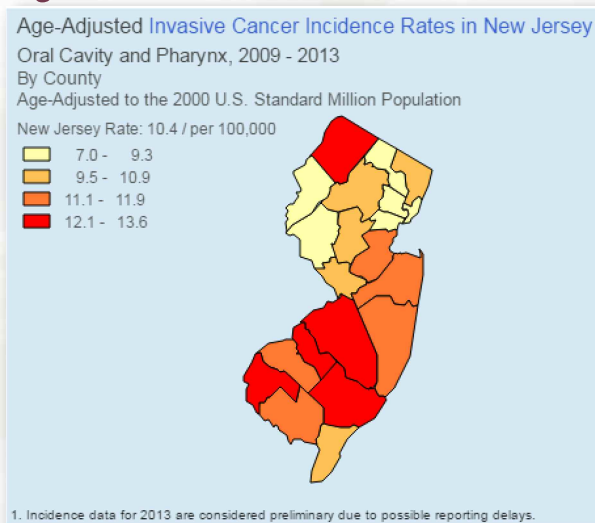 Age-Adjusted Invasive Cancer Incidence Rates in New Jersey
Oral Cavity and Pharynx, 2009 - 2013
By County
Age-Adjusted to the 2000 U.S. Standard Million Population
New Jersey Rate: 10.4 / per 100,000
7.0 - 9.3
9.5 - 10.9
11.1 - 11.9
12.1 - 13.6
1. Incidence data for 2013 are considered preliminary due to possible reporting delays.